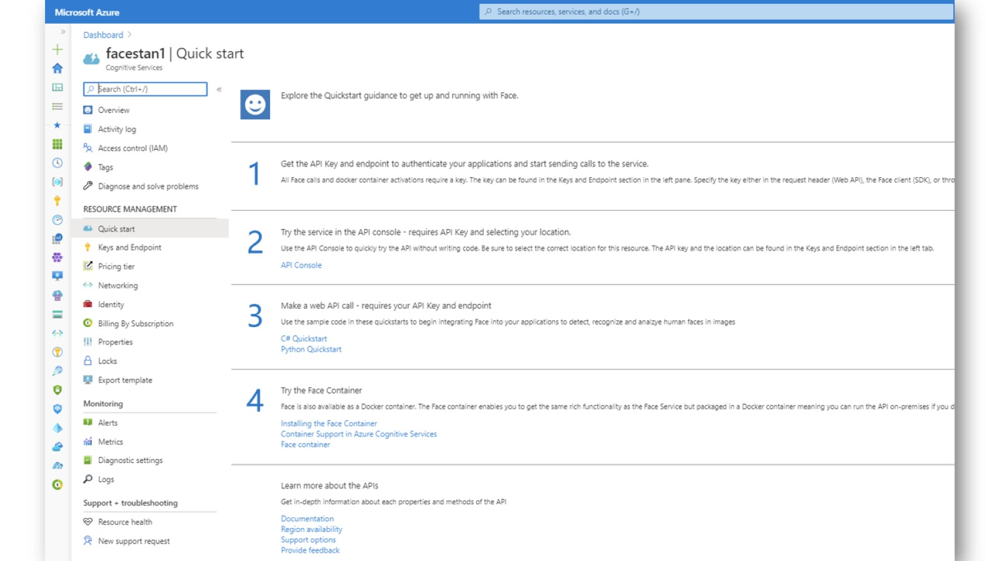 Microsoft Azure
Search resources, services, and docs (G+/)
Dashboard
facestan1 | Quick start
Cognitive Services
Search (Ctrl+/)
Overview
Activity log
Access control (IAM)
Tags
Diagnose and solve problems
RESOURCE MANAGEMENT
Quick start
Keys and Endpoint
Pricing tier
Networking
Identity
Billing By Subscription
Properties
Locks
Export template
Monitoring
Alerts
Metrics
Diagnostic settings
Logs
Support + troubleshooting
Resource health
New support request
Explore the Quickstart guidance to get up and running with Face.
1
Get the API Key and endpoint to authenticate your applications and start sending calls to the service.
All Face calls and docker container activations require a key. The key can be found in the Keys and Endpoint section in the left pane. Specify the key either in the request header (Web API), the Face client (SDK), or thro
2
Try the service in the API console - requires API Key and selecting your location.
Use the API Console to quickly try the API without writing code. Be sure to select the correct location for this resource. The API key and the location can be found in the Keys and Endpoint section in the left tab.
API Console
3
Make a web API call - requires your API Key and endpoint
Use the sample code in these quickstarts to begin integrating Face into your applications to detect, recognize and analzye human faces in images
C# Quickstart
Python Quickstart
4
Try the Face Container
Face is also available as a Docker container. The Face container enables you to get the same rich functionality as the Face Service but packaged in a Docker container meaning you can run the API on-premises if you d
Installing the Face Container
Container Support in Azure Cognitive Services
Face container
Learn more about the APIs
Get in-depth information about each properties and methods of the API
Documentation
Region availability
Support options
Provide feedback